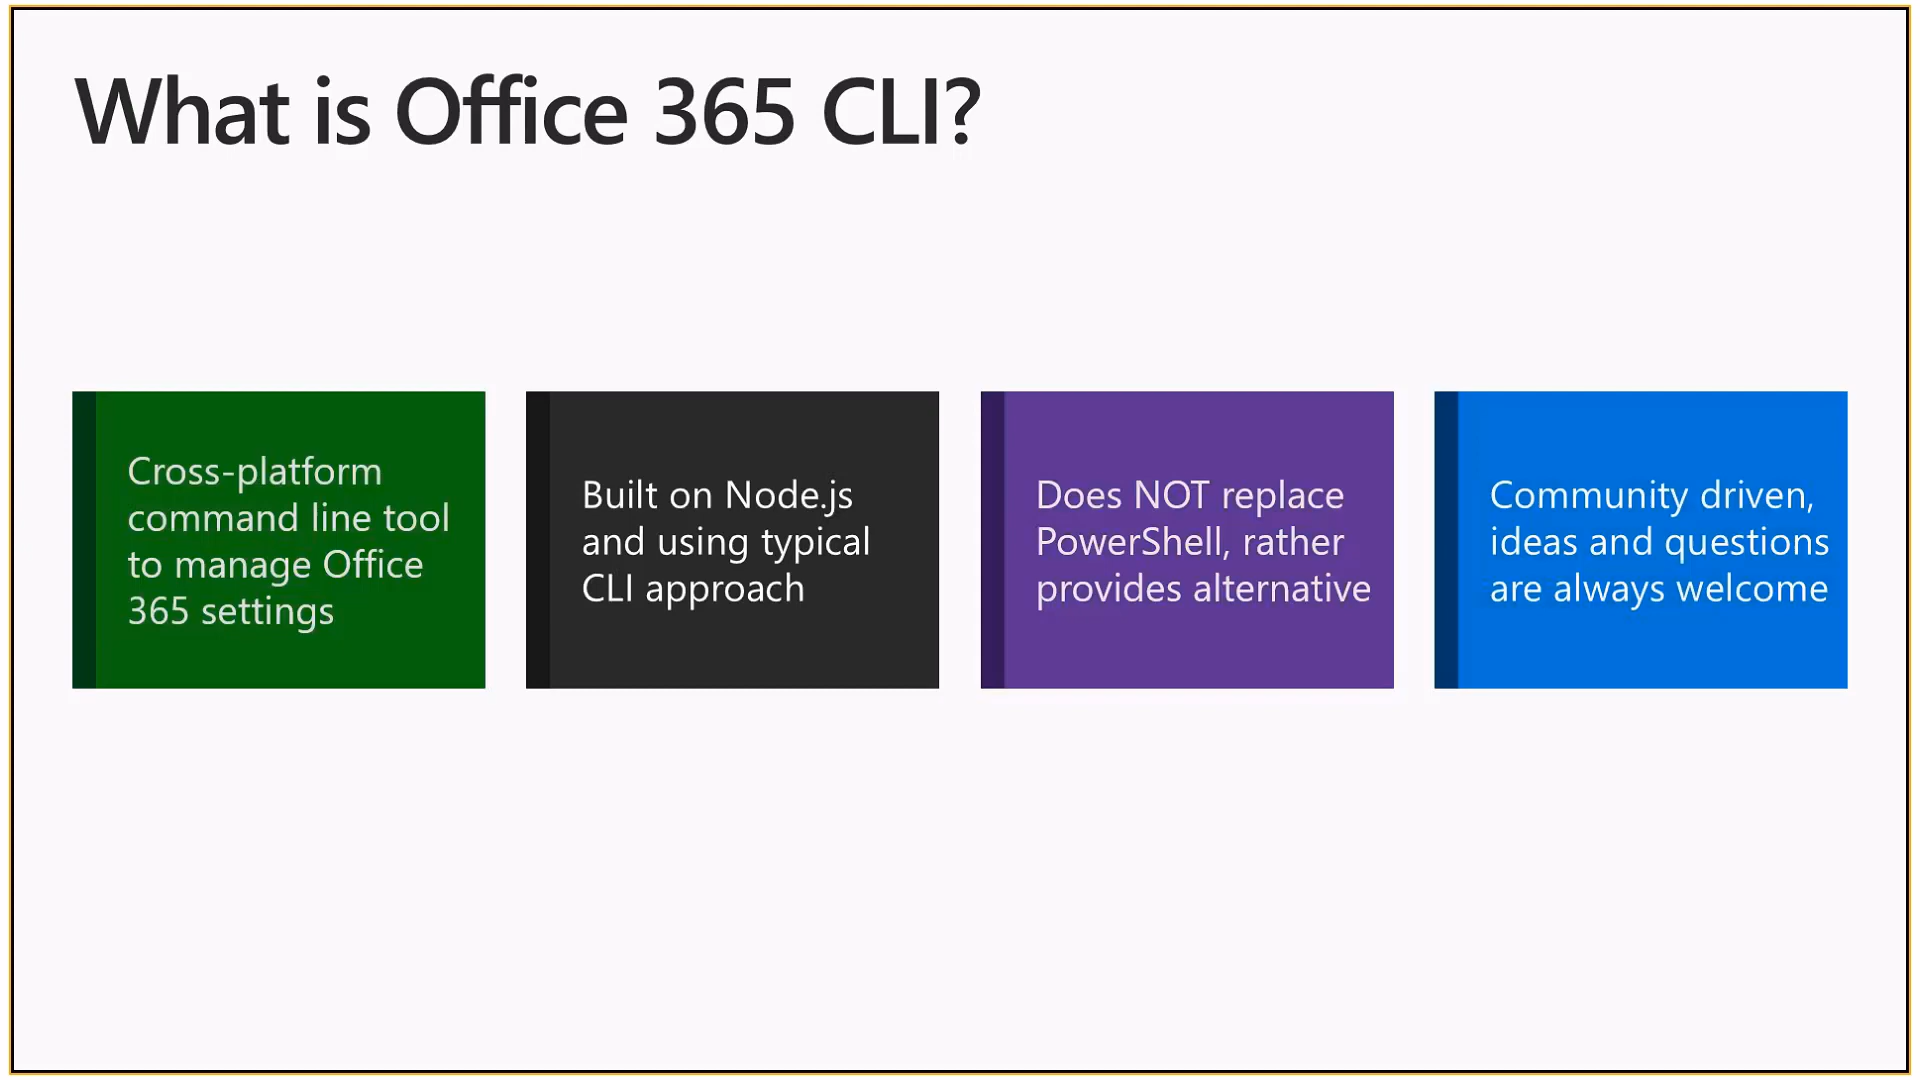 What is Office 365 CLI?
Cross-platform
command line tool
to manage Office
365 settings
Built on Node.js
and using typical
CLI approach
Does NOT replace
PowerShell, rather
provides alternative
Community driven,
ideas and questions
are always welcome